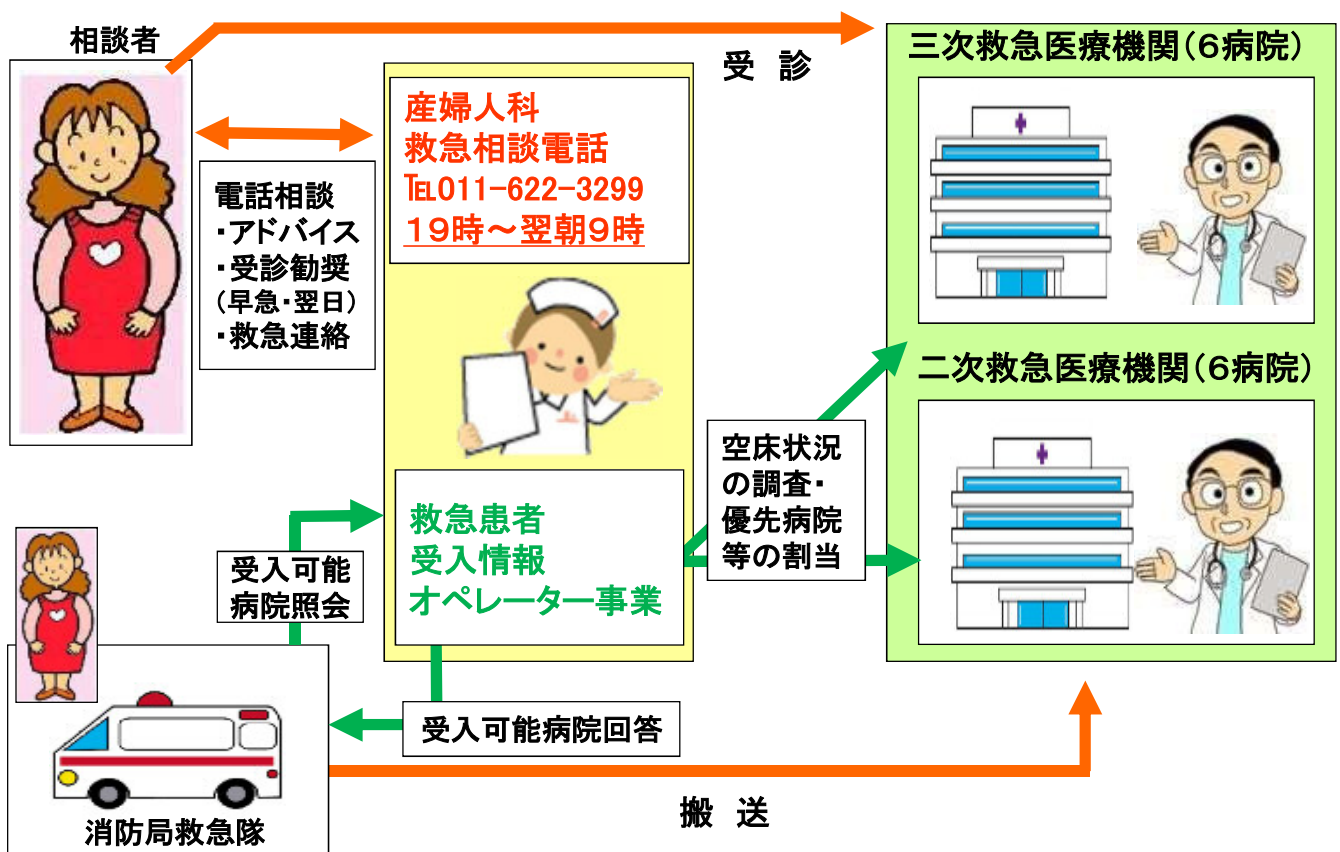 相談者
受 診
三次救急医療機関(6病院)
産婦人科
救急相談電話
℡011-622-3299
19時~翌朝9時
電話相談
・アドバイス
・受診勧奨
(早急・翌日)
・救急連絡
二次救急医療機関(6病院)
空床状況
の調査・
優先病院
等の割当
救急患者
受入情報
オペレーター事業
受入可能
病院照会
受入可能病院回答
搬 送
消防局救急隊